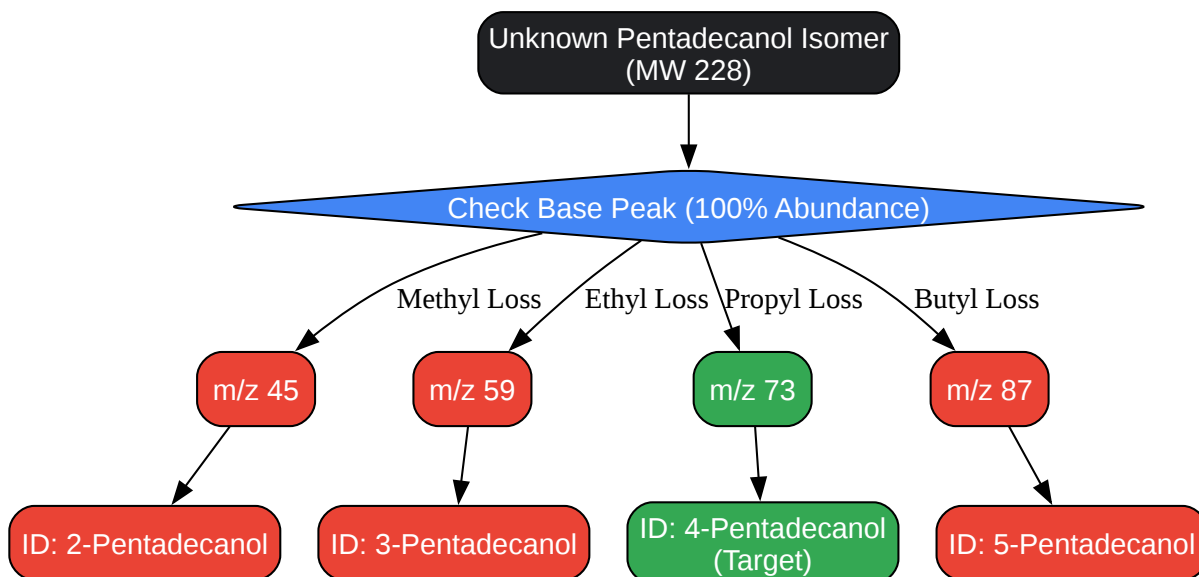 Unknown Pentadecanol Isomer
(MW 228)
Check Base Peak (100% Abundance)
Methyl Loss
Ethyl Loss
Propyl Loss
Butyl Loss
m/z 45
m/z 59
m/z 73
m/z 87
ID: 2-Pentadecanol
ID: 3-Pentadecanol
ID: 4-Pentadecanol
(Target)
ID: 5-Pentadecanol